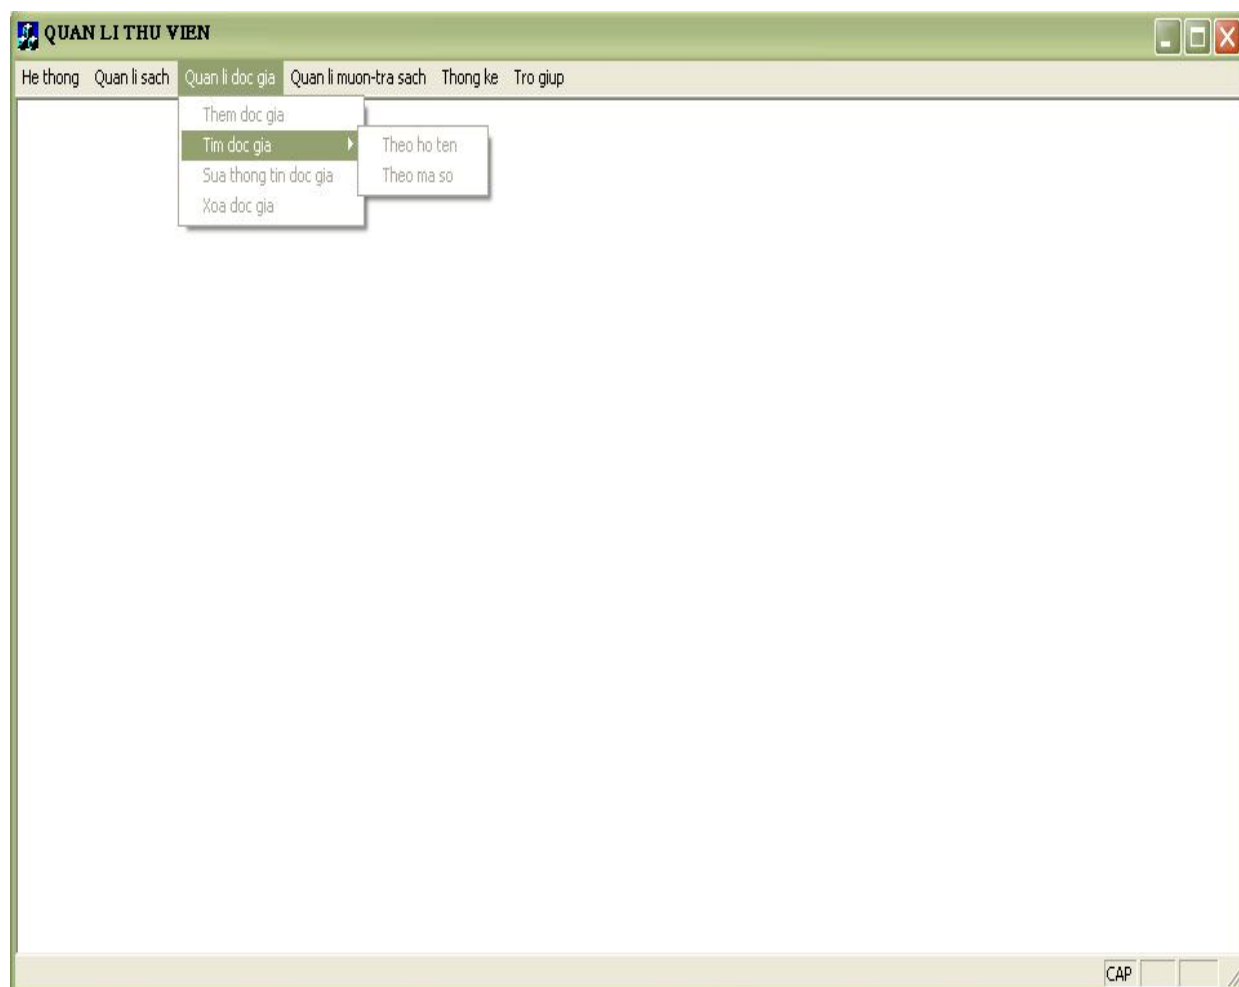 QUAN LI THU VIEN
He thong Quan li sach Quan li doc gia Quan li muon-tra sach Thong ke Tro giup
Them doc gia
Tim doc gia Theo ho ten
Sua thong tin doc gia Theo ma so
Xoa doc gia
CAP